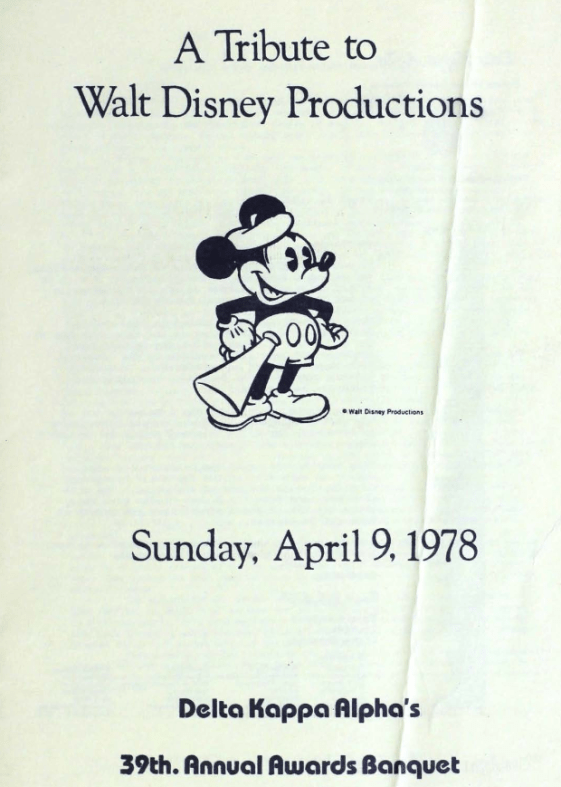 A Tribute to
Walt Disney Productions
© Walt Disney Productions
Sunday, April 9, 1978
Delta Kappa Alpha's
39th. Annual Awards Banquet